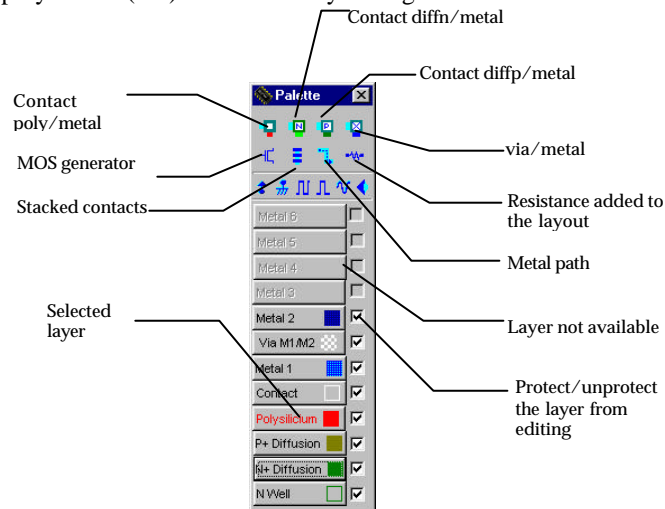 Contact diffn/metal
Contact diffp/metal
Palette
Contact
poly/metal
via/metal
MOS generator
Stacked contacts
Resistance added to
the layout
Metal path
Metal 6
Metal 5
Metal 4
Metal 3
Layer not available
Selected
layer
Metal 2
Via M1/M2
Metal 1
Contact
Polysilicium
P+ Diffusion
N+ Diffusion
N Well
Protect/unprotect
the layer from
editing